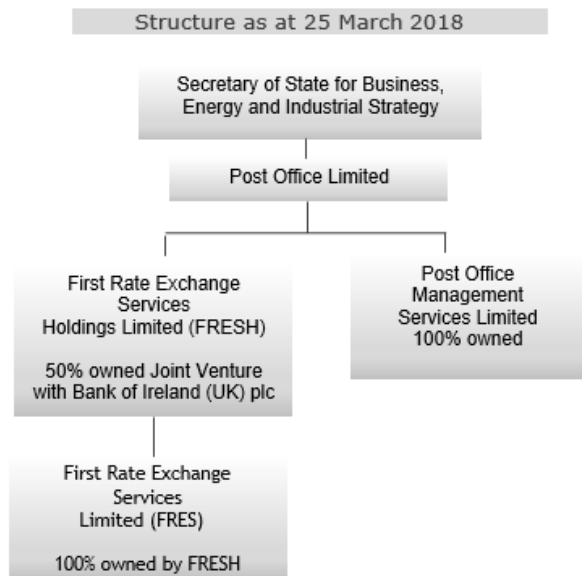 Structure as at 25 March 2018
Secretary of State for Business,
Energy and Industrial Strategy
Post Office Limited
First Rate Exchange
Services
Holdings Limited (FRESH)
50% owned Joint Venture
with Bank of Ireland (UK) plc
Post Office
Management
Services Limited
100% owned
First Rate Exchange
Services
Limited (FRES)
100% owned by FRESH